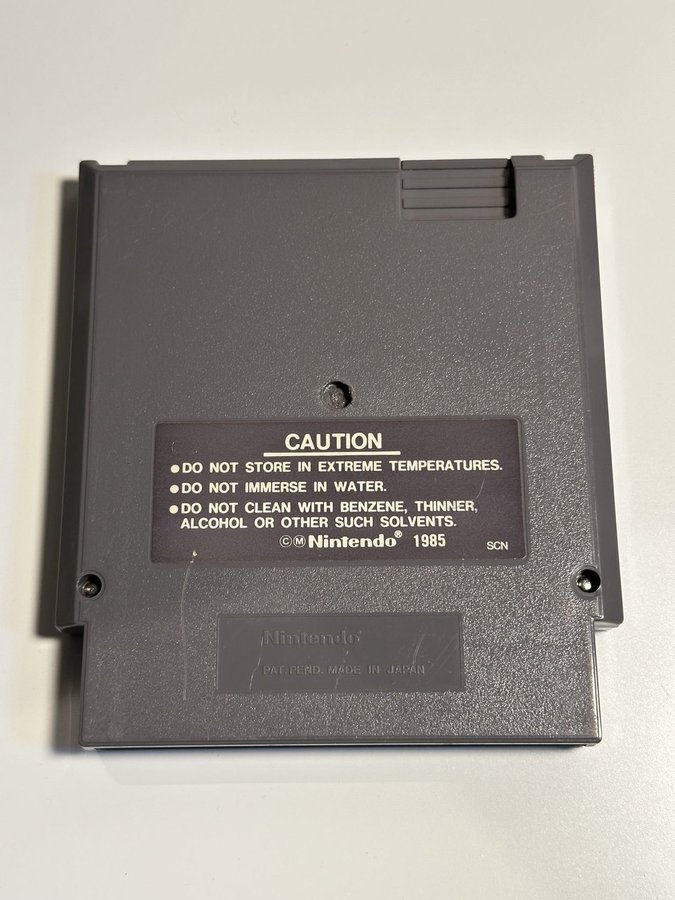 CAUTION
●DO NOT STORE IN EXTREME TEMPERATURES.
●DO NOT IMMERSE IN WATER.
●DO NOT CLEAN WITH BENZENE, THINNER,
ALCOHOL OR OTHER SUCH SOLVENTS.
©Ⓜ Nintendo® 1985 SCN
Nintendo®
PAT. PEND. MADE IN JAPAN